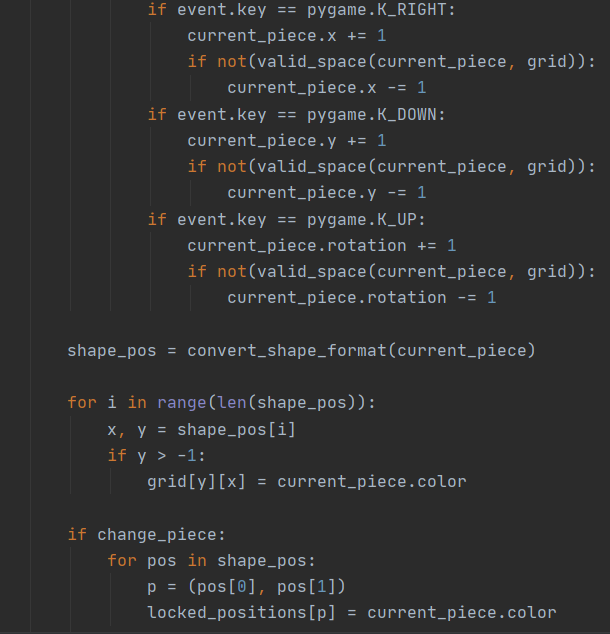 if event.key == pygame.K_RIGHT:
current_piece.x += 1
if not(valid_space(current_piece, grid)):
current_piece.x -= 1
if event.key == pygame.K_DOWN:
current_piece.y += 1
if not(valid_space(current_piece, grid)):
current_piece.y -= 1
if event.key == pygame.K_UP:
current_piece.rotation += 1
if not(valid_space(current_piece, grid)):
current_piece.rotation -= 1
shape_pos = convert_shape_format(current_piece)
for i in range(len(shape_pos)):
x, y = shape_pos[i]
if y > -1:
grid[y][x] = current_piece.color
if change_piece:
for pos in shape_pos:
p = (pos[0], pos[1])
locked_positions[p] = current_piece.color